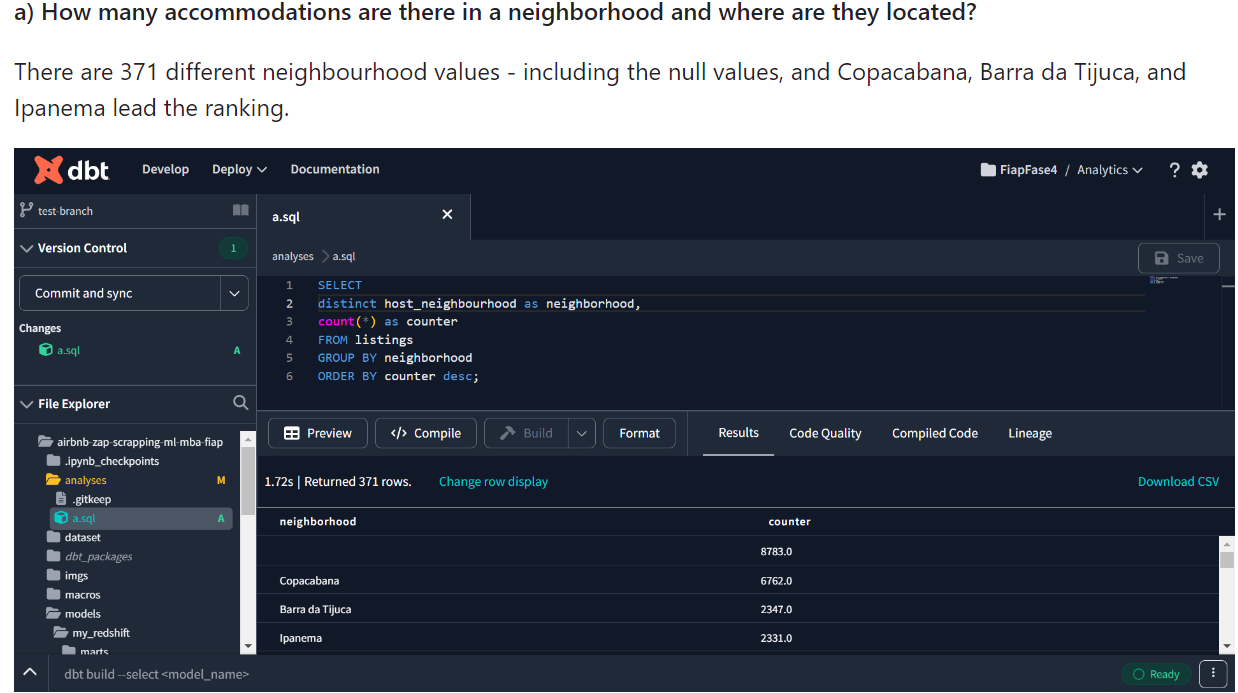 a) How many accommodations are there in a neighborhood and where are they located?
There are 371 different neighbourhood values - including the null values, and Copacabana, Barra da Tijuca, and
Ipanema lead the ranking.
dbt Develop Deploy Documentation FiapFase4 / Analytics ?
test-branch
a.sql
Version Control 1
analyses a.sql Save
Commit and sync
Changes
a.sql A
1 SELECT
2 distinct host_neighbourhood as neighborhood,
3 count(*) as counter
4 FROM listings
5 GROUP BY neighborhood
6 ORDER BY counter desc;
File Explorer
airbnb-zap-scrapping-ml-mba-fiap
.ipynb_checkpoints
analyses M
.gitkeep
a.sql A
dataset
dbt_packages
imgs
macros
models
my_redshift
marts
Preview </> Compile Build Format Results Code Quality Compiled Code Lineage
1.72s | Returned 371 rows. Change row display Download CSV
neighborhood counter
8783.0
Copacabana 6762.0
Barra da Tijuca 2347.0
Ipanema 2331.0
dbt build --select <model_name> Ready